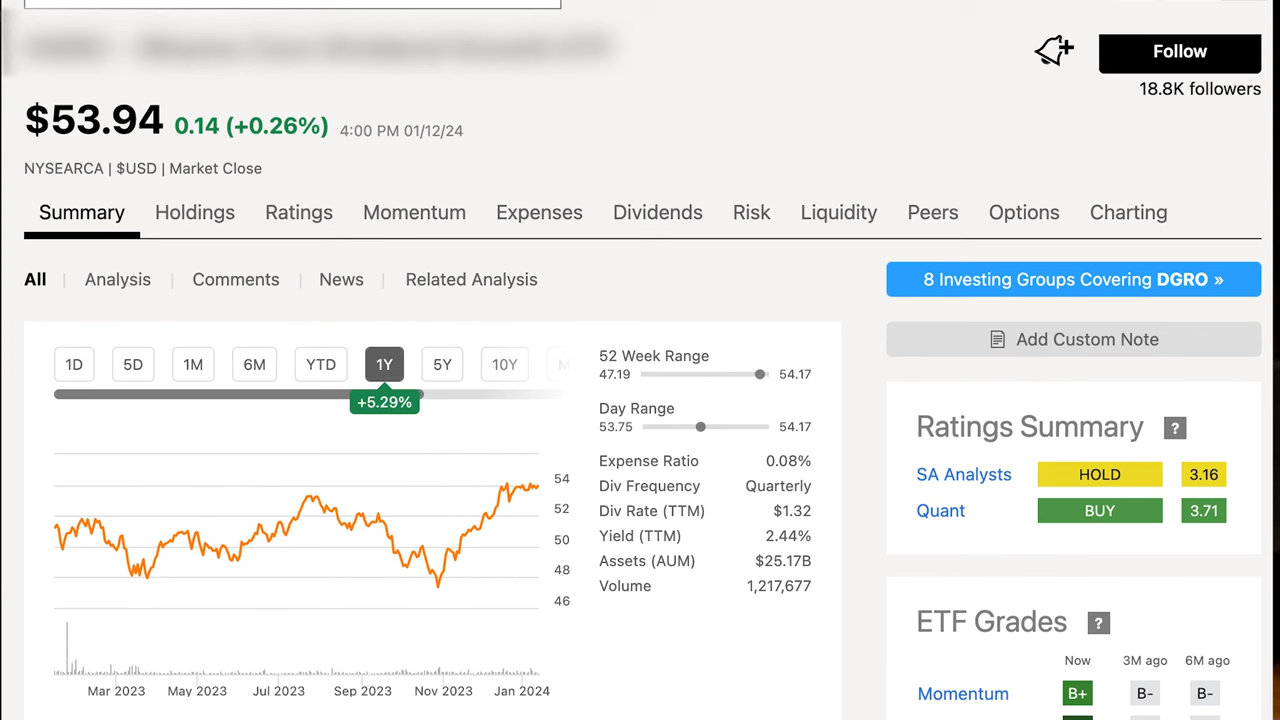 Follow
18.8K followers
$53.94 0.14 (+0.26%) 4:00 PM 01/12/24
NYSEARCA | $USD | Market Close
Summary Holdings Ratings Momentum Expenses Dividends Risk Liquidity Peers Options Charting
All | Analysis | Comments | News | Related Analysis
8 Investing Groups Covering DGRO »
Add Custom Note
1D 5D 1M 6M YTD 1Y 5Y 10Y M
+5.29%
54
52
50
48
46
Mar 2023 May 2023 Jul 2023 Sep 2023 Nov 2023 Jan 2024
52 Week Range
47.19 54.17
Day Range
53.75 54.17
Expense Ratio 0.08%
Div Frequency Quarterly
Div Rate (TTM) $1.32
Yield (TTM) 2.44%
Assets (AUM) $25.17B
Volume 1,217,677
Ratings Summary ?
SA Analysts HOLD 3.16
Quant BUY 3.71
ETF Grades ?
Now 3M ago 6M ago
Momentum B+ B- B-